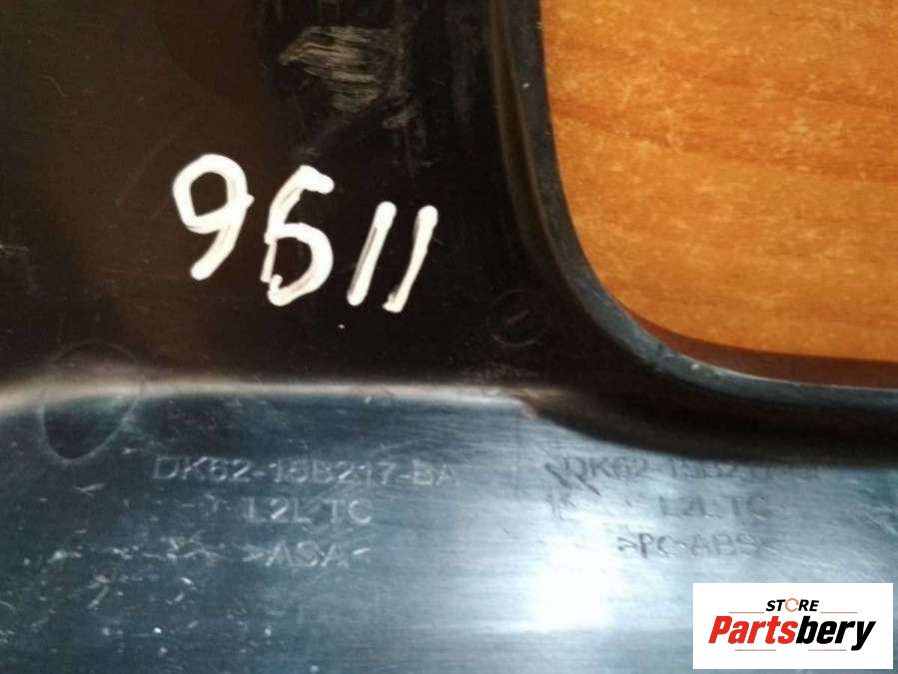 9611
DK62-15B217-BA
L2L TC
>ASA<
L2L TC
>PC-ABS<
STORE
Partsbery